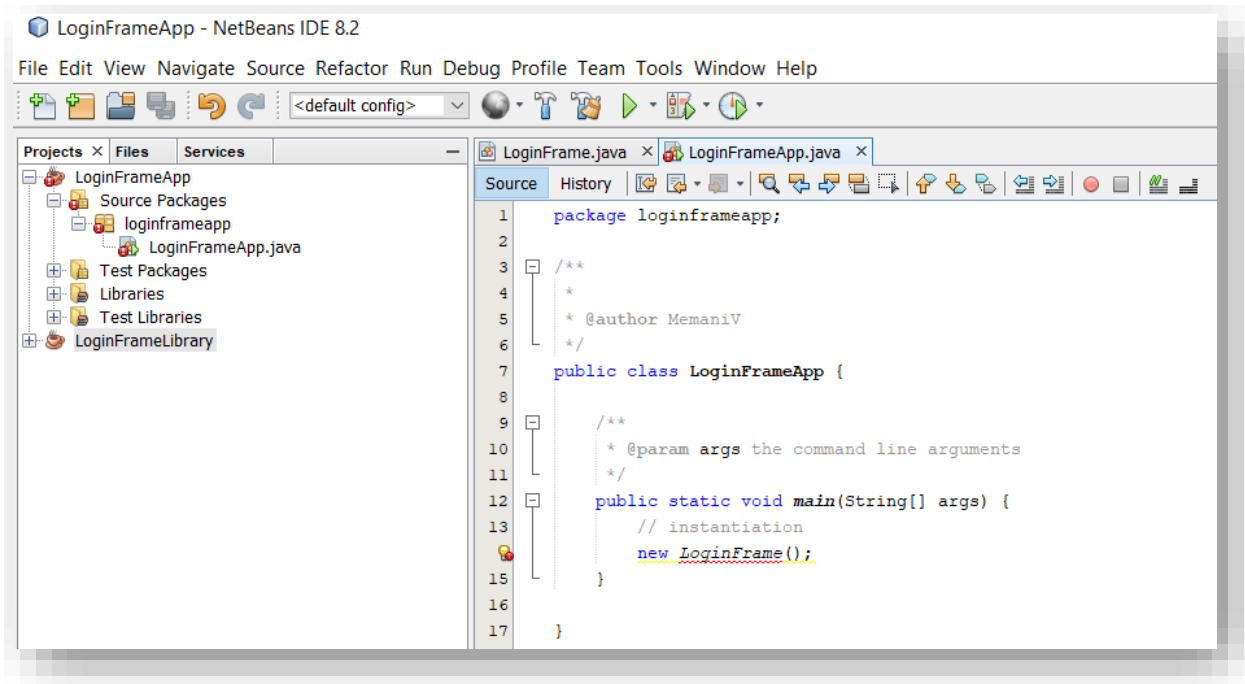 LoginFrameApp - NetBeans IDE 8.2
File Edit View Navigate Source Refactor Run Debug Profile Team Tools Window Help
<default config>
Projects Files Services
LoginFrameApp
Source Packages
loginframeapp
LoginFrameApp.java
Test Packages
Libraries
Test Libraries
LoginFrameLibrary
LoginFrame.java LoginFrameApp.java
Source History
1 package loginframeapp;
2
3 /**
4 *
5 * @author MemaniV
6 */
7 public class LoginFrameApp {
8
9 /**
10 * @param args the command line arguments
11 */
12 public static void main(String[] args) {
13 // instantiation
new LoginFrame();
15 }
16
17 }